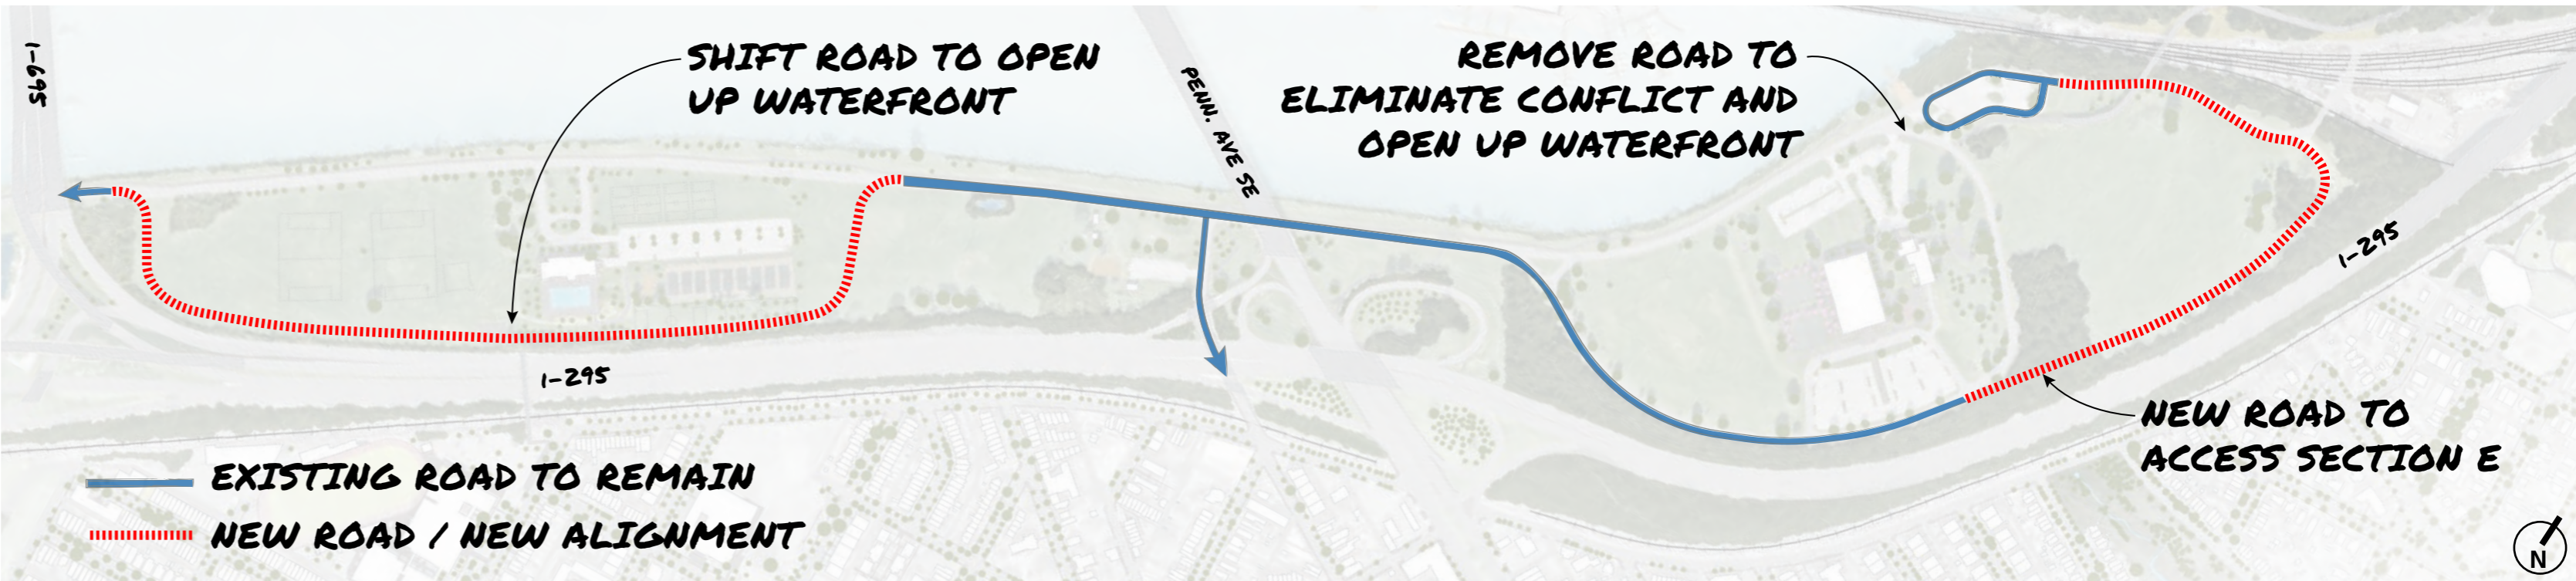 I-695
SHIFT ROAD TO OPEN
UP WATERFRONT
PENN. AVE SE
REMOVE ROAD TO
ELIMINATE CONFLICT AND
OPEN UP WATERFRONT
I-295
I-295
NEW ROAD TO
ACCESS SECTION E
EXISTING ROAD TO REMAIN
NEW ROAD / NEW ALIGNMENT
N